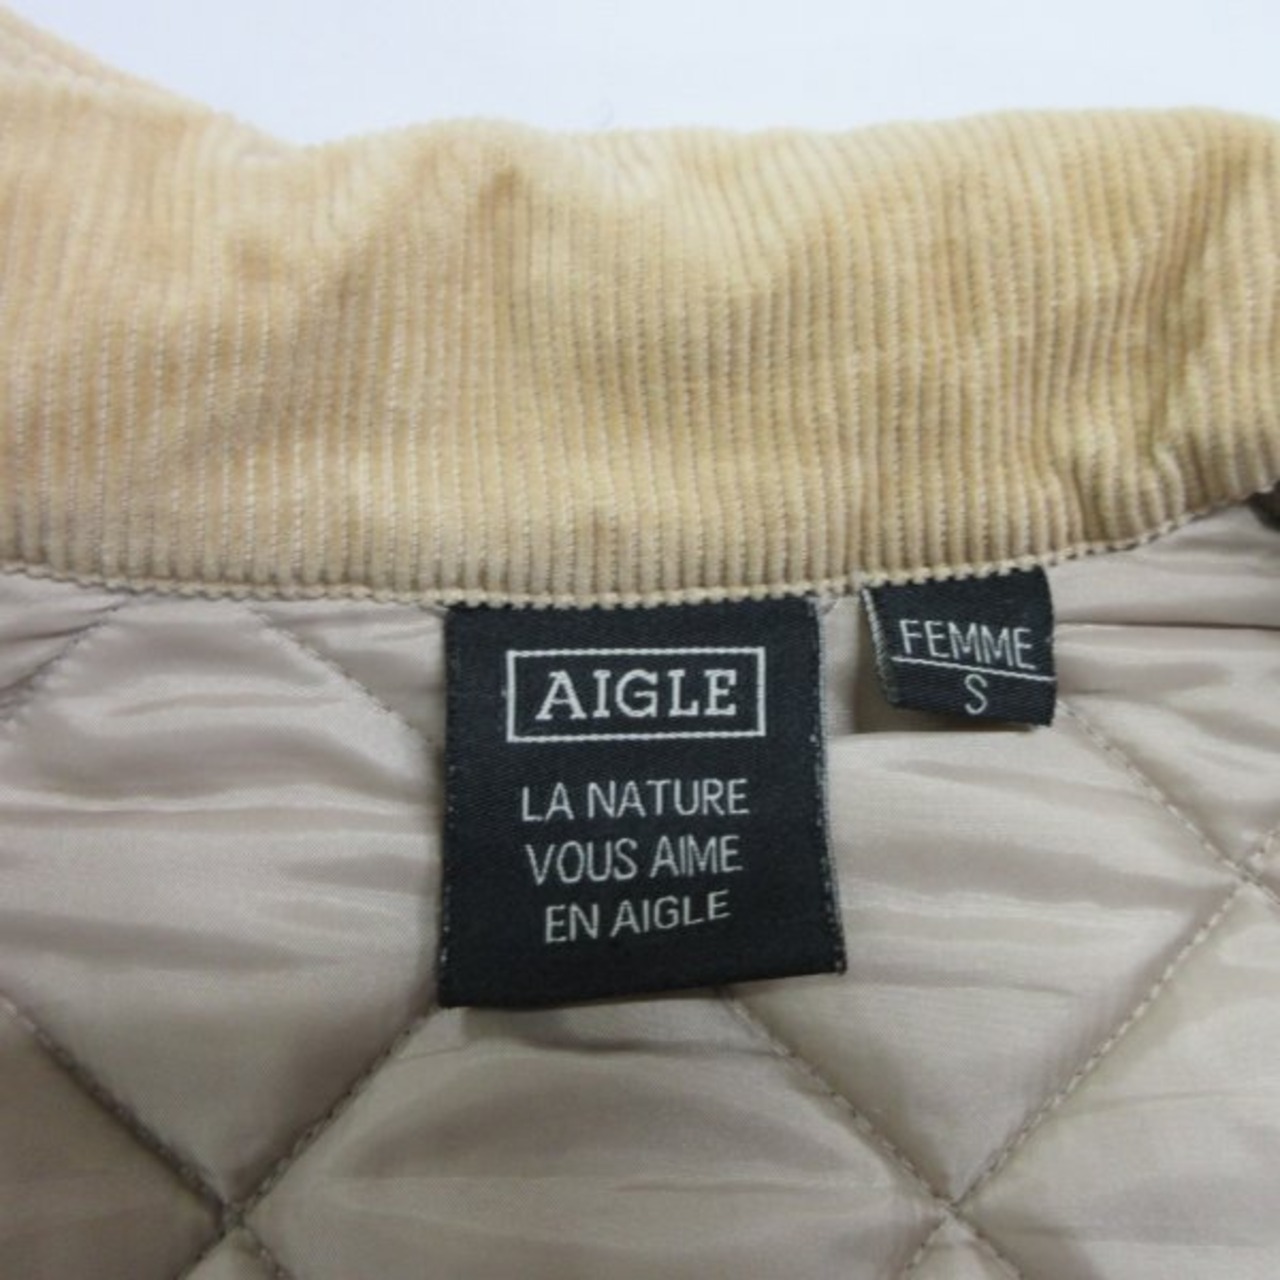 AIGLE
LA NATURE
VOUS AIME
EN AIGLE
FEMME
S